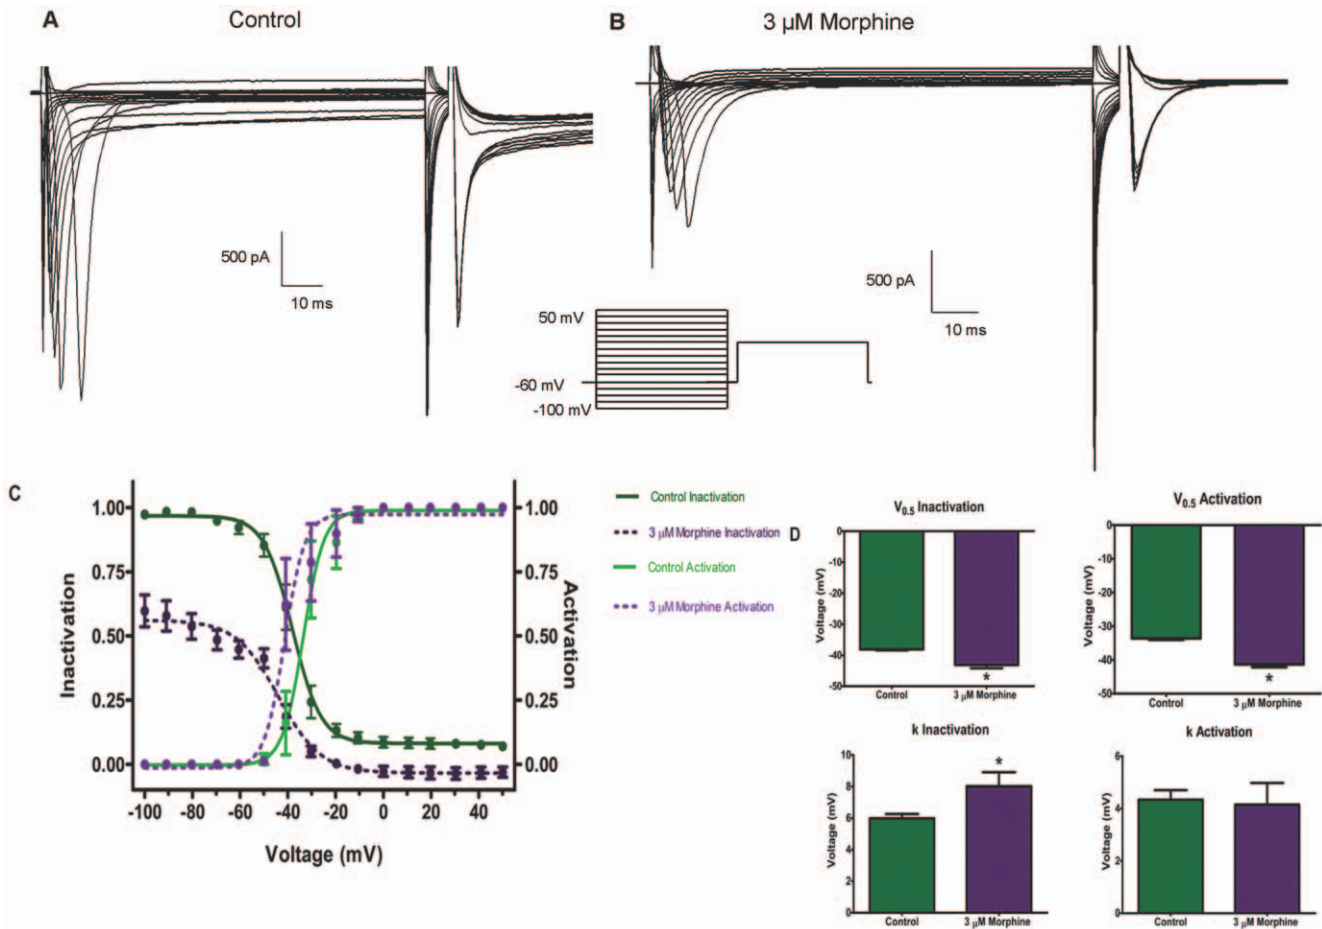 A
Control
B
3 µM Morphine
500 pA
10 ms
500 pA
10 ms
50 mV
-60 mV
-100 mV
C
1.00
0.75
0.50
0.25
0.00
Inactivation
1.00
0.75
0.50
0.25
0.00
Activation
-100 -80 -60 -40 -20 0 20 40
Voltage (mV)
Control Inactivation
3 µM Morphine Inactivation
Control Activation
3 µM Morphine Activation
D
V0.5 Inactivation
0
-10
-20
-30
-40
-50
Voltage (mV)
*
Control 3 µM Morphine
V0.5 Activation
0
-10
-20
-30
-40
-50
Voltage (mV)
*
Control 3 µM Morphine
k Inactivation
10
8
6
4
2
0
Voltage (mV)
*
Control 3 µM Morphine
k Activation
6
4
2
0
Voltage (mV)
Control 3 µM Morphine